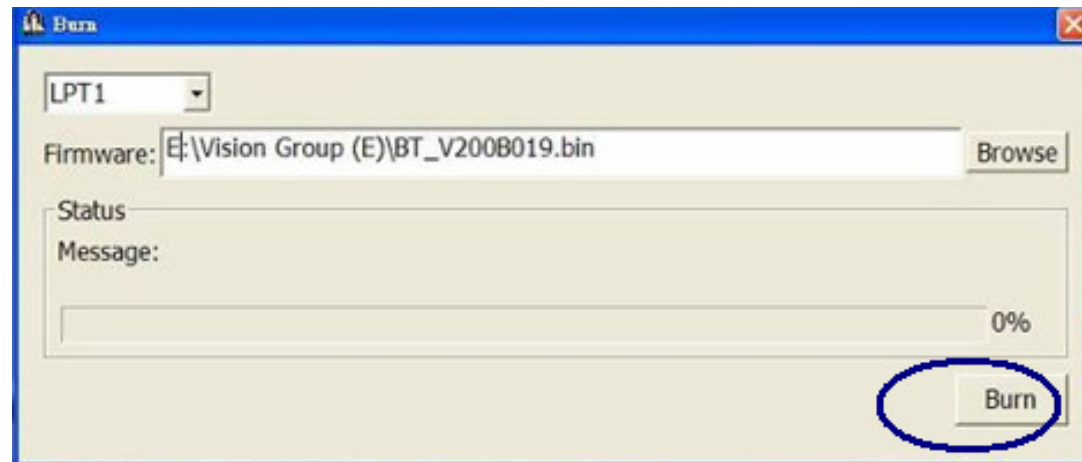 Burn
LPT1
Firmware: E:\Vision Group (E)\BT_V200B019.bin Browse
Status
Message:
0%
Burn